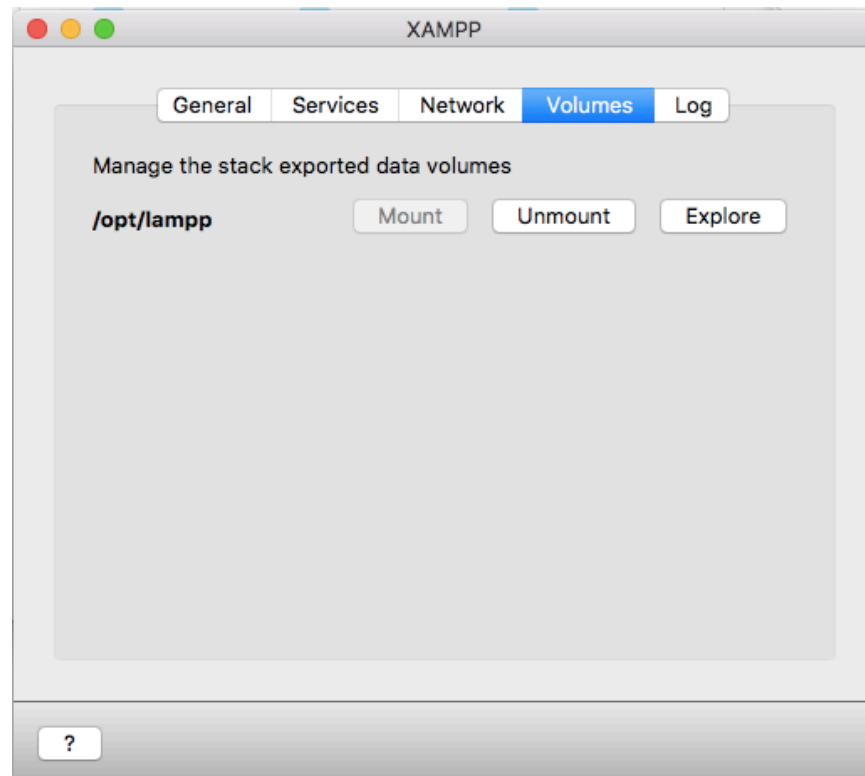 XAMPP
General Services Network Volumes Log
Manage the stack exported data volumes
/opt/lampp Mount Unmount Explore
?